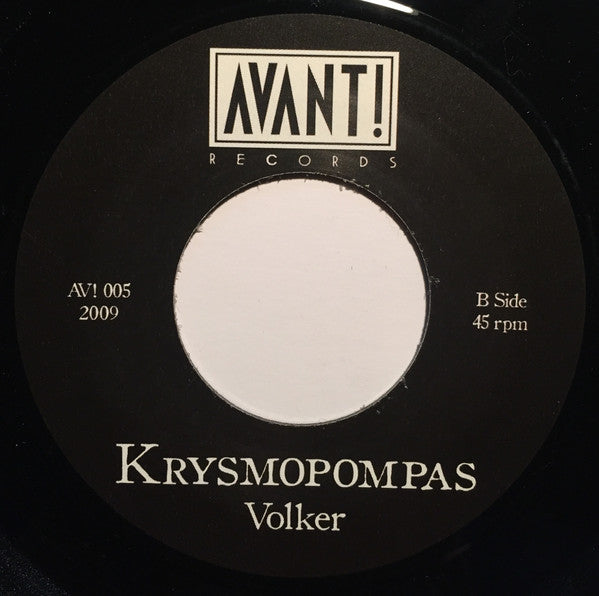 AVANT!
RECORDS
AV! 005
2009
B Side
45 rpm
KRYSMOPOMPAS
Volker